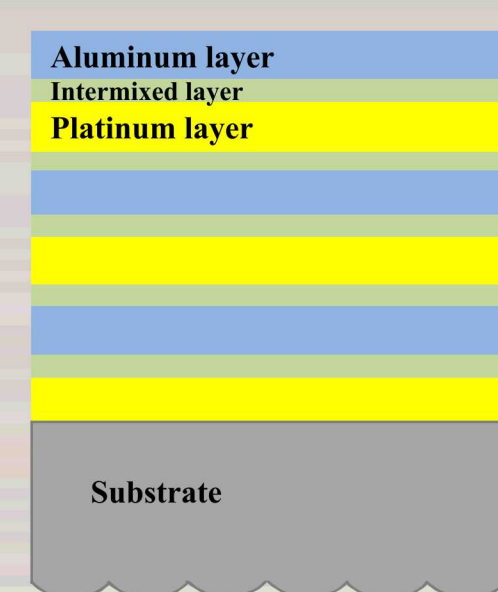 Aluminum layer
Intermixed layer
Platinum layer
Substrate